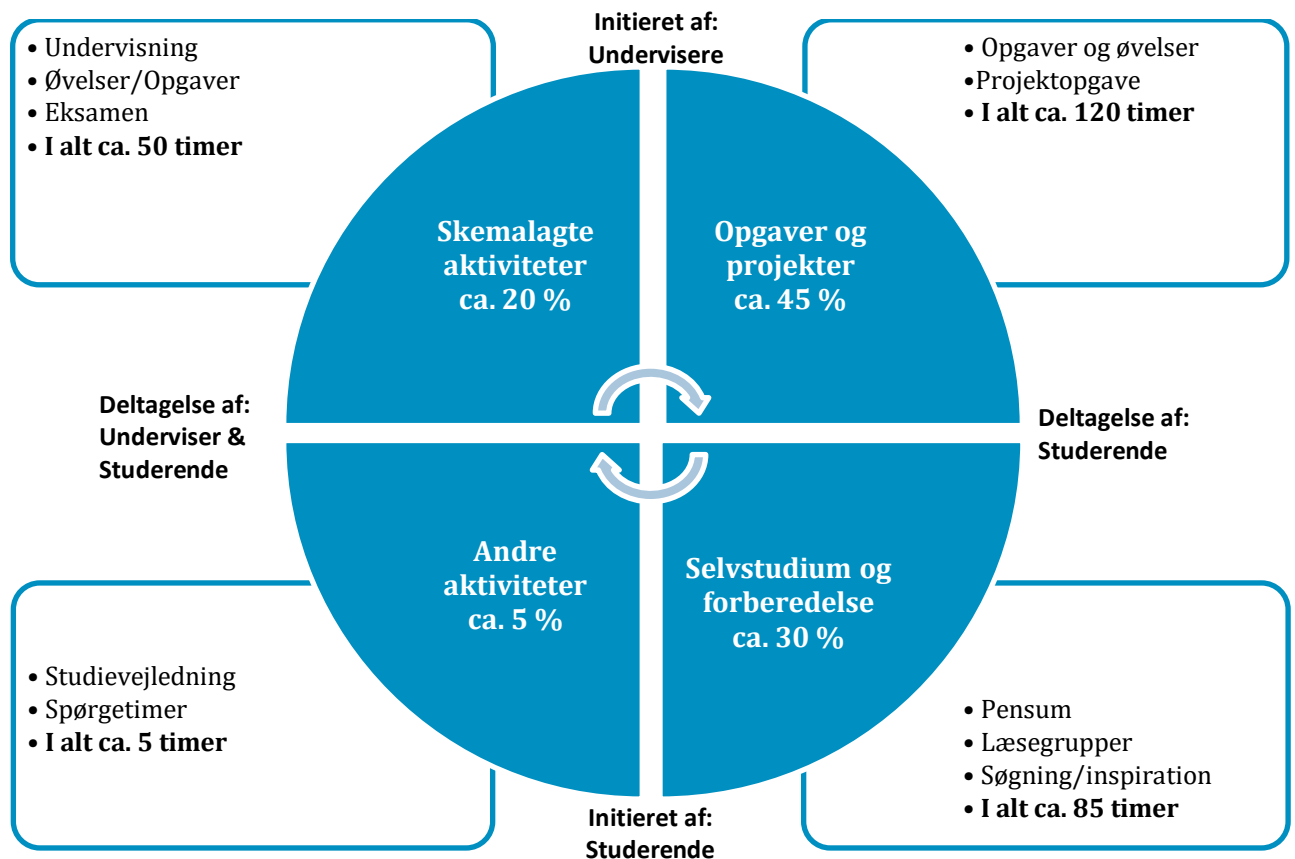 Initieret af:
Undervisere
• Undervisning
• Øvelser/Opgaver
• Eksamen
• I alt ca. 50 timer
• Opgaver og øvelser
•Projektopgave
• I alt ca. 120 timer
Skemalagte
aktiviteter
ca. 20 %
Opgaver og
projekter
ca. 45 %
Deltagelse af:
Underviser &
Studerende
Deltagelse af:
Studerende
Andre
aktiviteter
ca. 5 %
Selvstudium og
forberedelse
ca. 30 %
• Studievejledning
• Spørgetimer
• I alt ca. 5 timer
• Pensum
• Læsegrupper
• Søgning/inspiration
• I alt ca. 85 timer
Initieret af:
Studerende